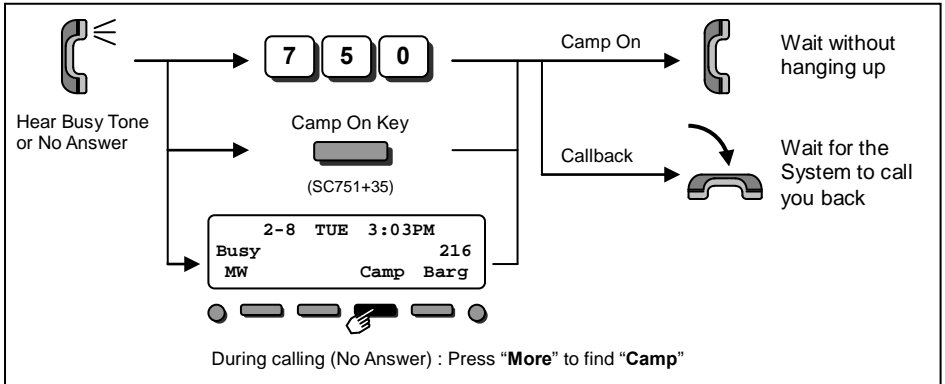 Hear Busy Tone
or No Answer
7 5 0
Camp On Key
(SC751+35)
2-8 TUE 3:03PM
Busy 216
MW Camp Barg
During calling (No Answer) : Press “More” to find “Camp”
Camp On
Wait without
hanging up
Callback
Wait for the
System to call
you back